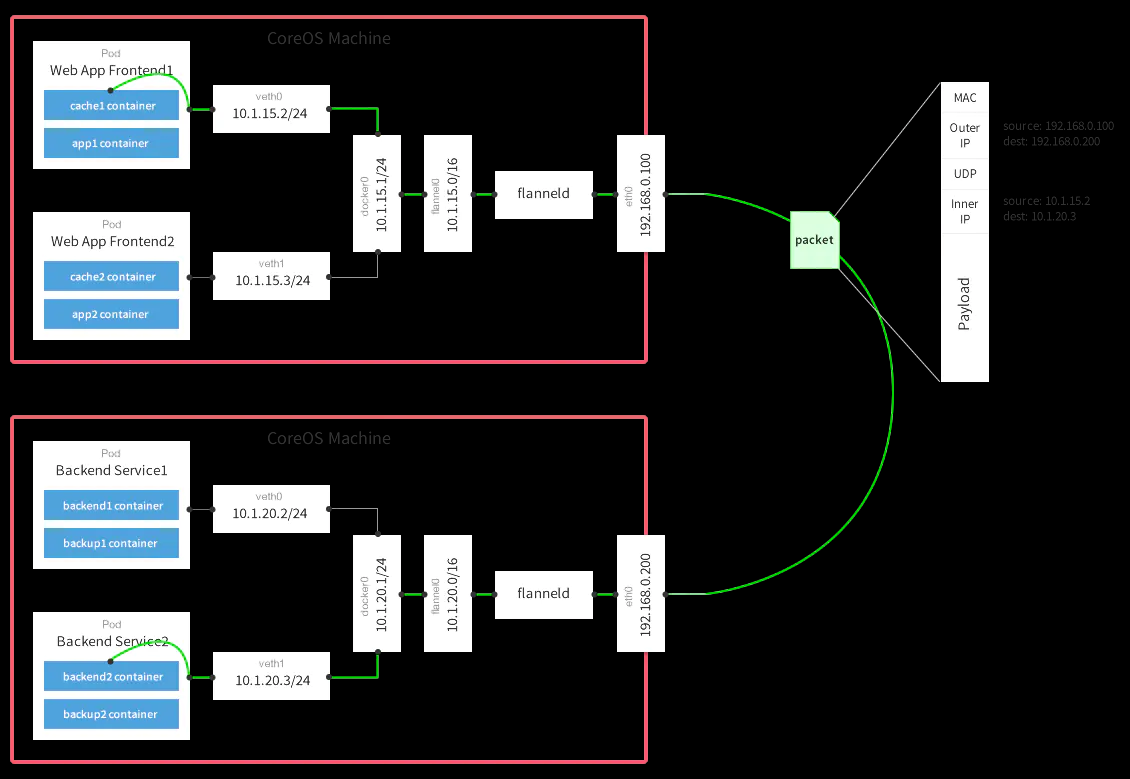 CoreOS Machine
Pod
Web App Frontend1
cache1 container
app1 container
veth0
10.1.15.2/24
Pod
Web App Frontend2
cache2 container
app2 container
veth1
10.1.15.3/24
docker0
10.1.15.1/24
flannel0
10.1.15.0/16
flanneld
eth0
192.168.0.100
packet
MAC
Outer
IP
source: 192.168.0.100
dest: 192.168.0.200
UDP
Inner
IP
source: 10.1.15.2
dest: 10.1.20.3
Payload
CoreOS Machine
Pod
Backend Service1
backend1 container
backup1 container
veth0
10.1.20.2/24
Pod
Backend Service2
backend2 container
backup2 container
veth1
10.1.20.3/24
docker0
10.1.20.1/24
flannel0
10.1.20.0/16
flanneld
eth0
192.168.0.200